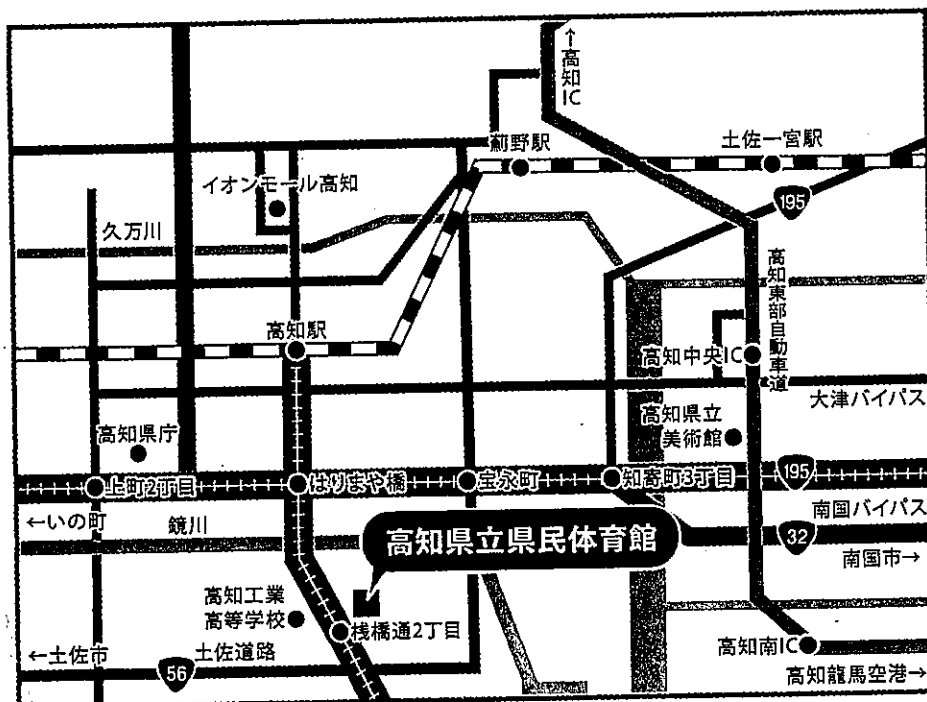 ↑高知IC
薊野駅
土佐一宮駅
イオンモール高知
195
久万川
高知東部自動車道
高知駅
高知中央IC
大津バイパス
高知県立
美術館
高知県庁
上町2丁目
はりまや橋
宝永町
知寄町3丁目
195
←いの町
鏡川
南国バイパス
高知県立県民体育館
32
南国市→
高知工業
高等学校
桟橋通2丁目
←土佐市
土佐道路
56
高知南IC
高知龍馬空港→